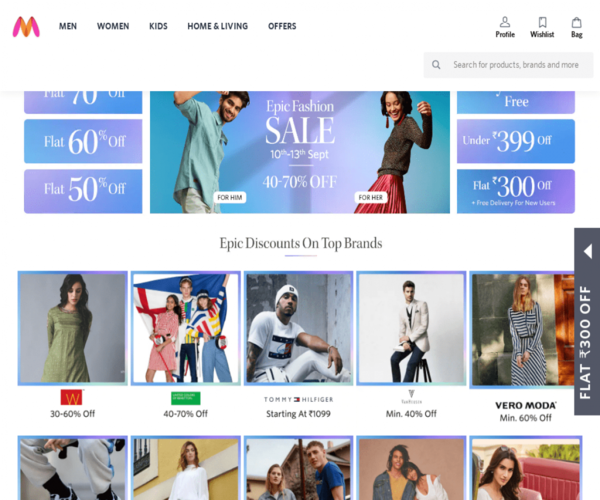 MEN WOMEN KIDS HOME & LIVING OFFERS
Profile Wishlist Bag
Search for products, brands and more
Flat 70% Off
Flat 60% Off
Flat 50% Off
Epic Fashion
SALE
10th-13th Sept
40-70% OFF
FOR HIM
FOR HER
Free
Under ₹399 Off
Flat ₹300 Off
+ Free Delivery For New Users
FLAT ₹300 OFF
Epic Discounts On Top Brands
W
30-60% Off
UNITED COLORS OF BENETTON
40-70% Off
TOMMY HILFIGER
Starting At ₹1099
Min. 40% Off
VERO MODA
Min. 60% Off